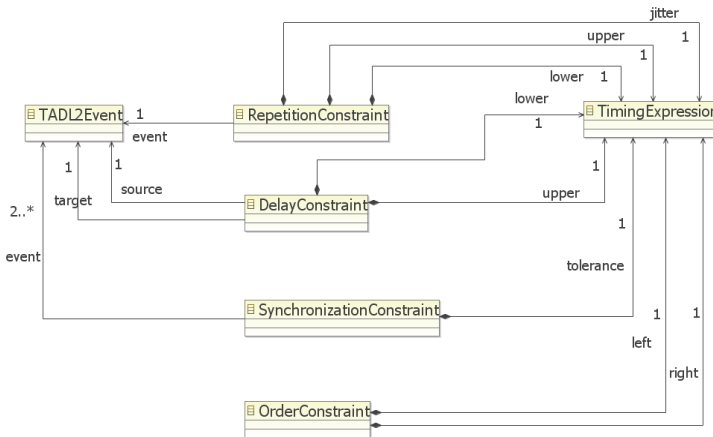 jitter
1
upper
1
lower 1
lower
1
TADL2Event
1
event
RepetitionConstraint
TimingExpression
1
1
source
target
DelayConstraint
upper
1
2..*
event
1
tolerance
SynchronizationConstraint
1
1
left
right
OrderConstraint